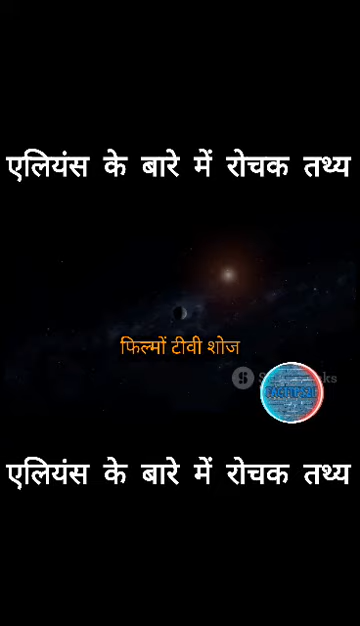 एलियंस के बारे में रोचक तथ्य
फिल्मों टीवी शोज
एलियंस के बारे में रोचक तथ्य